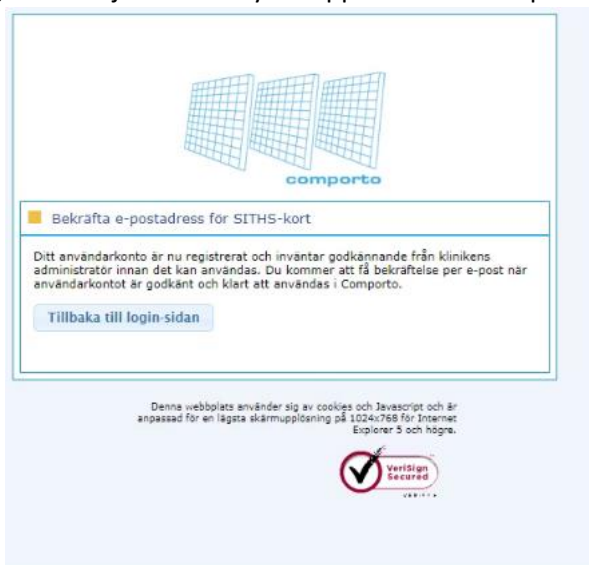 comporto
Bekräfta e-postadress för SITHS-kort
Ditt användarkonto är nu registrerat och inväntar godkännande från klinikens
administratör innan det kan användas. Du kommer att få bekräftelse per e-post när
användarkontot är godkänt och klart att användas i Comporto.
Tillbaka till login-sidan
Denna webbplats använder sig av cookies och Javascript och är
anpassad för en lägsta skärmupplösning på 1024x768 för Internet
Explorer 5 och högre.
VeriSign
Secured
VERIFY